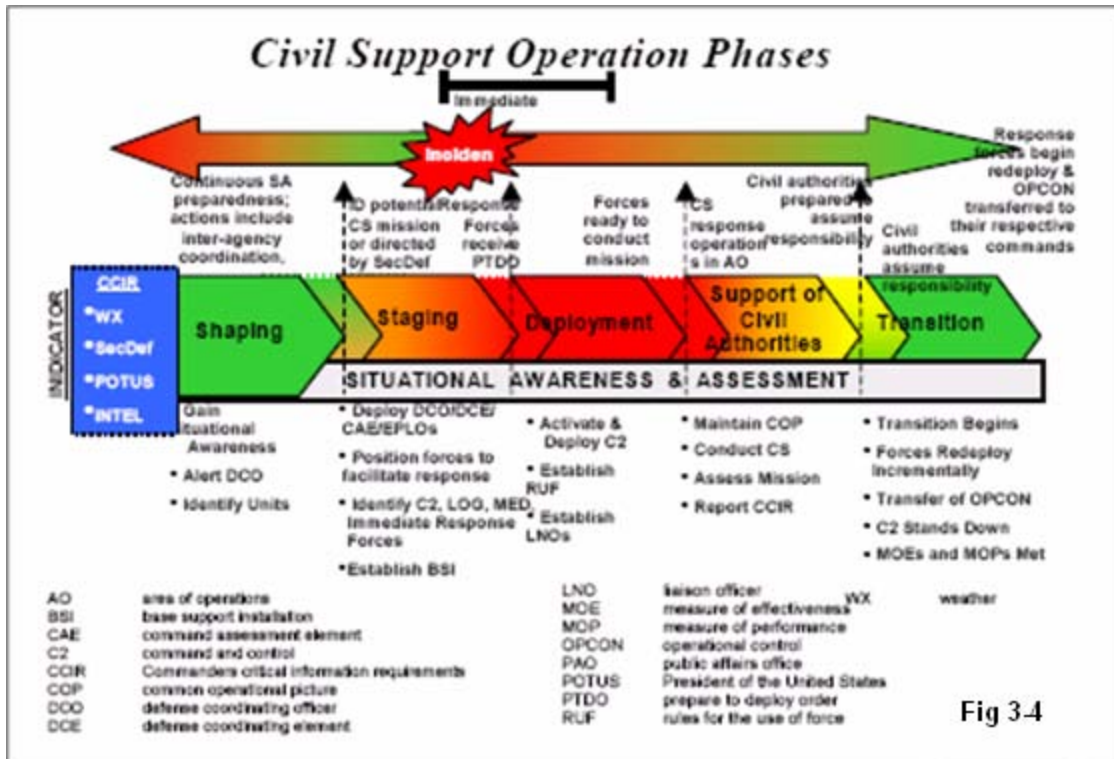 Civil Support Operation Phases
Immediate
Inciden
Continuous SA
preparedness;
actions include
inter-agency
coordination,
ID potential
CS mission
or directed
by SecDef
Response
Forces
receive
PTDO
Forces
ready to
conduct
mission
CS
response
operation
s in AO
Civil authorities
prepared to
assume
responsibility
Civil
authorities
assume
responsibility
Response
forces begin
redeploy &
OPCON
transferred to
their respective
commands
INIDICATOR
CCIR
•WX
•SecDef
•POTUS
•INTEL
Shaping
Staging
Deployment
Support of
Civil
Authorities
Transition
SITUATIONAL AWARENESS & ASSESSMENT
Gain
Situational
Awareness
• Alert DCO
• Identify Units
• Deploy DCO/DCE/
CAE/EPLOs
• Position forces to
facilitate response
• Identify C2, LOG, MED,
Immediate Response
Forces
•Establish BSI
• Activate &
Deploy C2
• Establish
RUF
• Establish
LNOs
• Maintain COP
• Conduct CS
• Assess Mission
• Report CCIR
• Transition Begins
• Forces Redeploy
Incrementally
• Transfer of OPCON
• C2 Stands Down
• MOEs and MOPs Met
AO area of operations
BSI base support installation
CAE command assessment element
C2 command and control
CCIR Commanders critical information requirements
COP common operational picture
DCO defense coordinating officer
DCE defense coordinating element
LNO liaison officer
MOE measure of effectiveness
MOP measure of performance
OPCON operational control
PAO public affairs office
POTUS President of the United States
PTDO prepare to deploy order
RUF rules for the use of force
WX weather
Fig 3-4